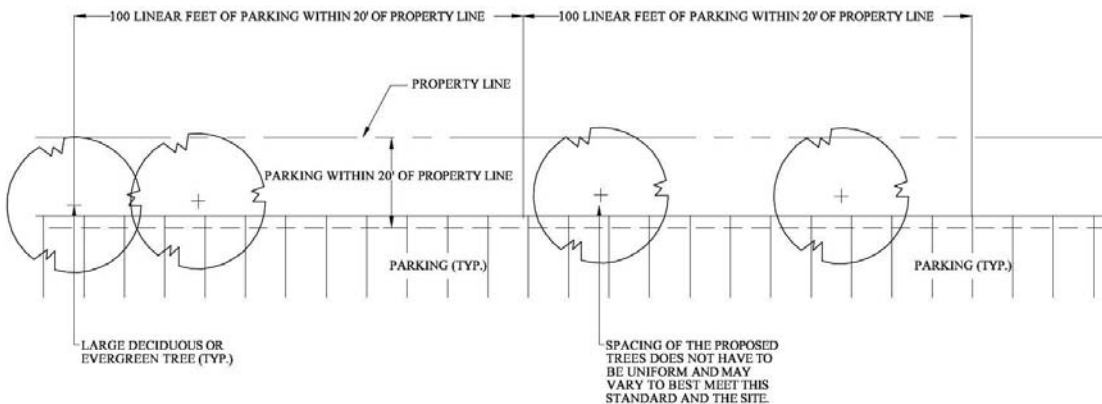 100 LINEAR FEET OF PARKING WITHIN 20' OF PROPERTY LINE
100 LINEAR FEET OF PARKING WITHIN 20' OF PROPERTY LINE
PROPERTY LINE
PARKING WITHIN 20' OF PROPERTY LINE
PARKING (TYP.)
PARKING (TYP.)
LARGE DECIDUOUS OR
EVERGREEN TREE (TYP.)
SPACING OF THE PROPOSED
TREES DOES NOT HAVE TO
BE UNIFORM AND MAY
VARY TO BEST MEET THIS
STANDARD AND THE SITE.